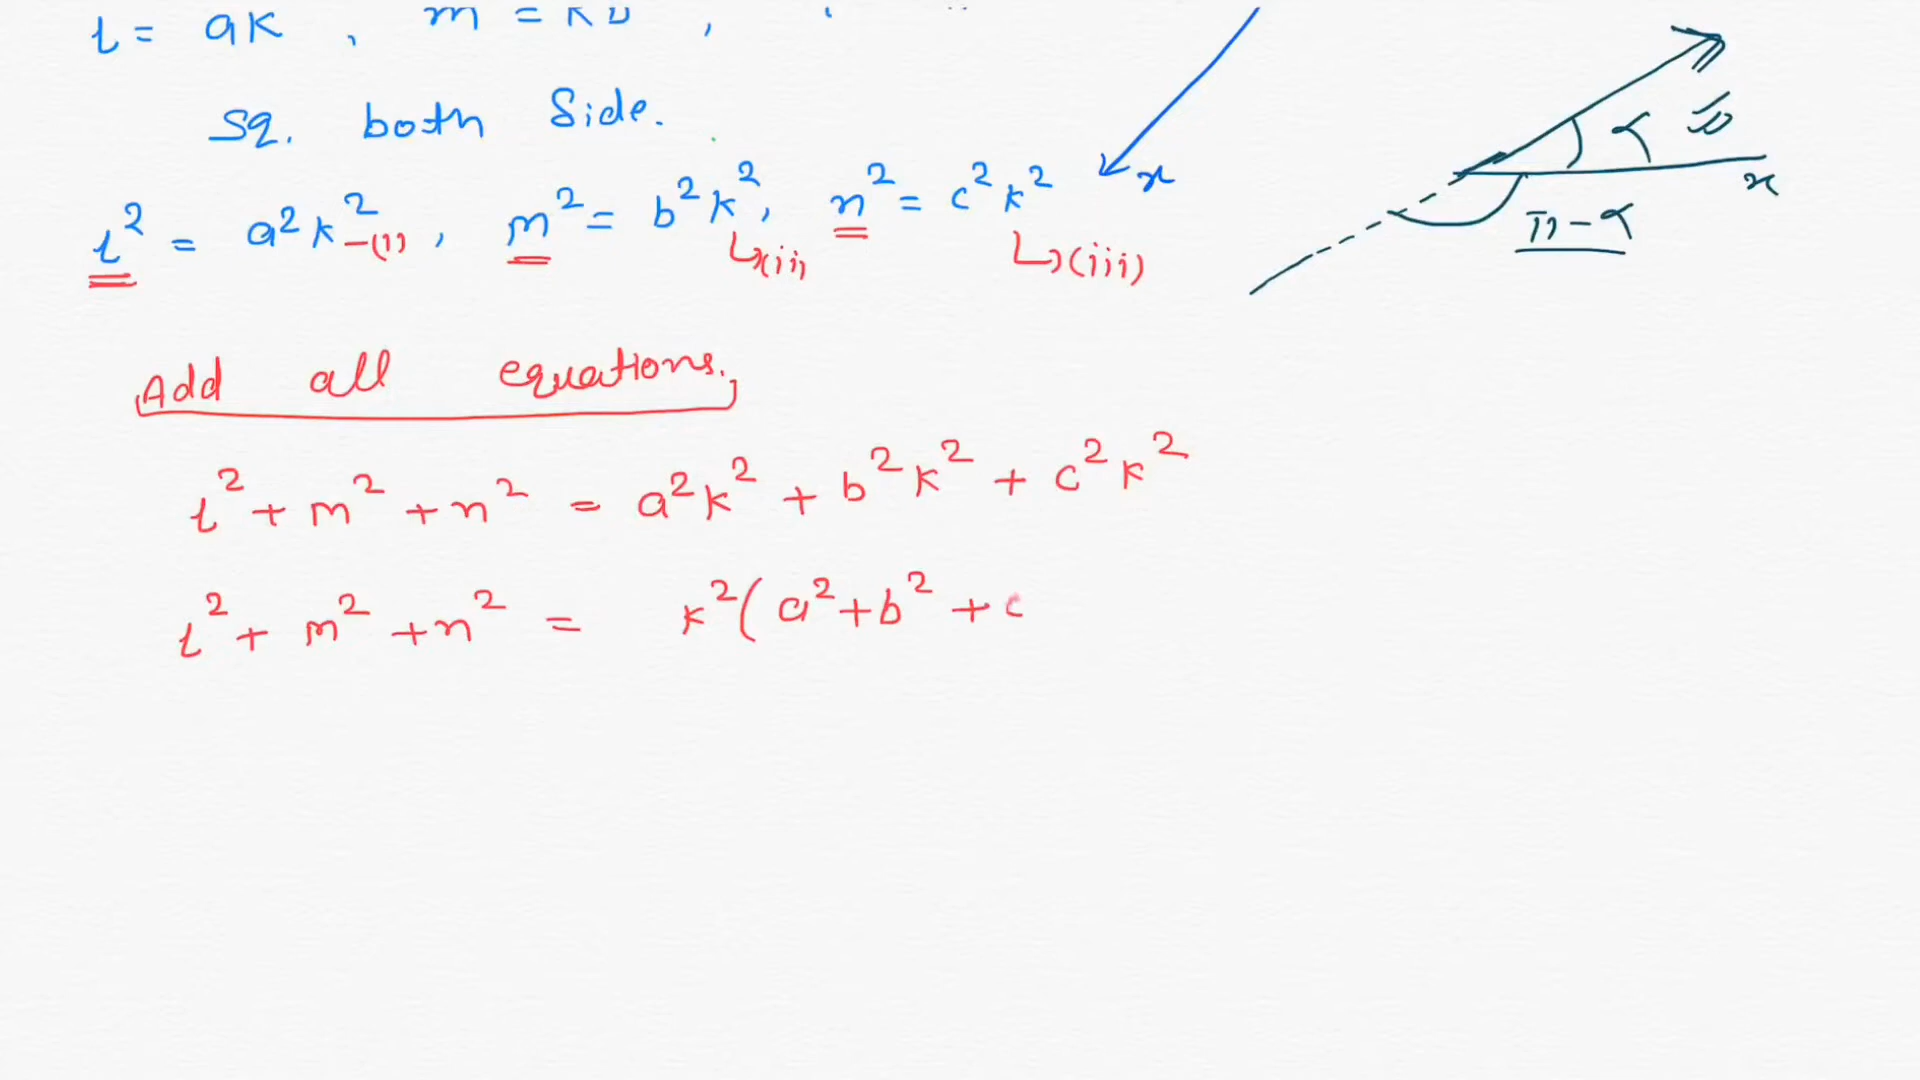 l = ak , m = kb ,
sq. both Side.
l² = a²k² –(i) , m² = b²k², n² = c²k²
↳(ii) ↳(iii)
x
α
x
π – α
Add all equations.
l² + m² + n² = a²k² + b²k² + c²k²
l² + m² + n² = k²( a² + b² + c